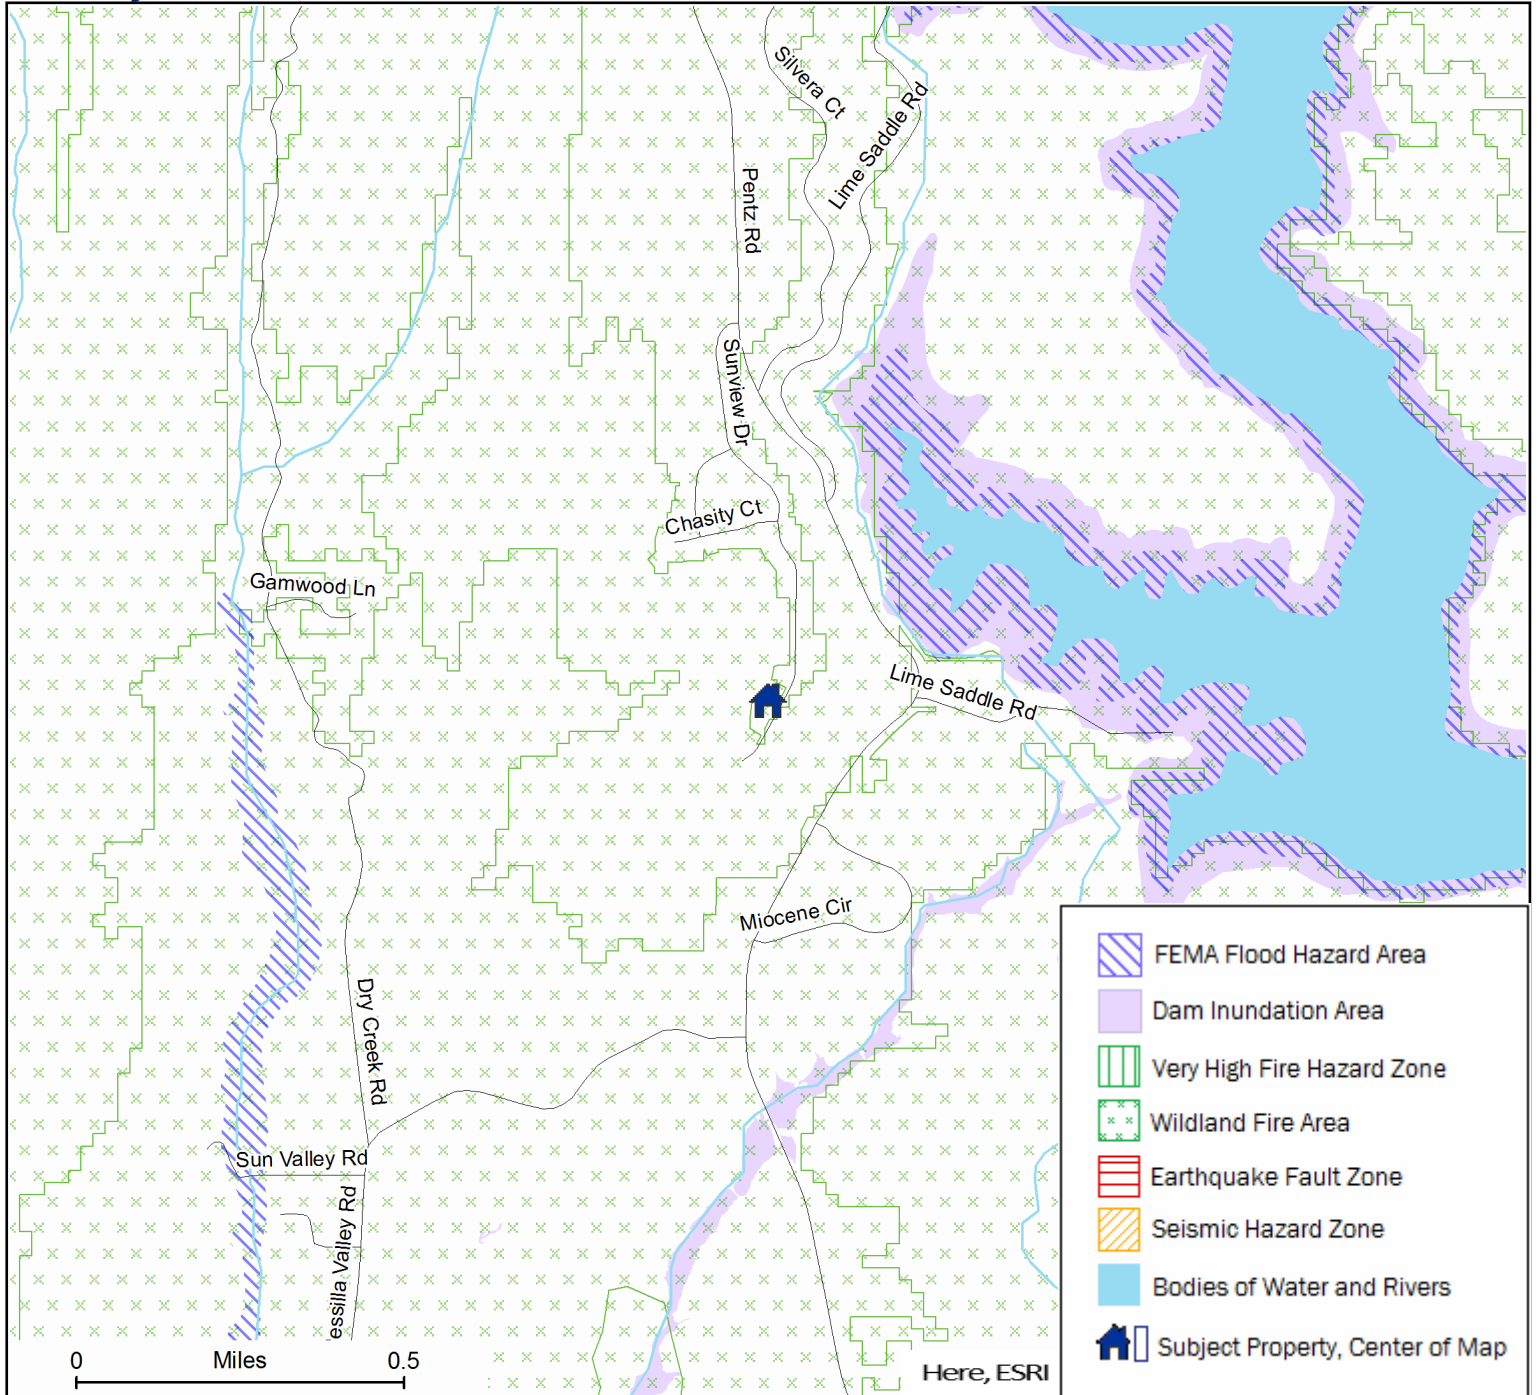 Silvera Ct
Lime Saddle Rd
Pentz Rd
Sunview Dr
Chasity Ct
Gamwood Ln
Lime Saddle Rd
Miocene Cir
Dry Creek Rd
Sun Valley Rd
essilla Valley Rd
FEMA Flood Hazard Area
Dam Inundation Area
Very High Fire Hazard Zone
Wildland Fire Area
Earthquake Fault Zone
Seismic Hazard Zone
Bodies of Water and Rivers
Subject Property, Center of Map
0 Miles 0.5
Here, ESRI